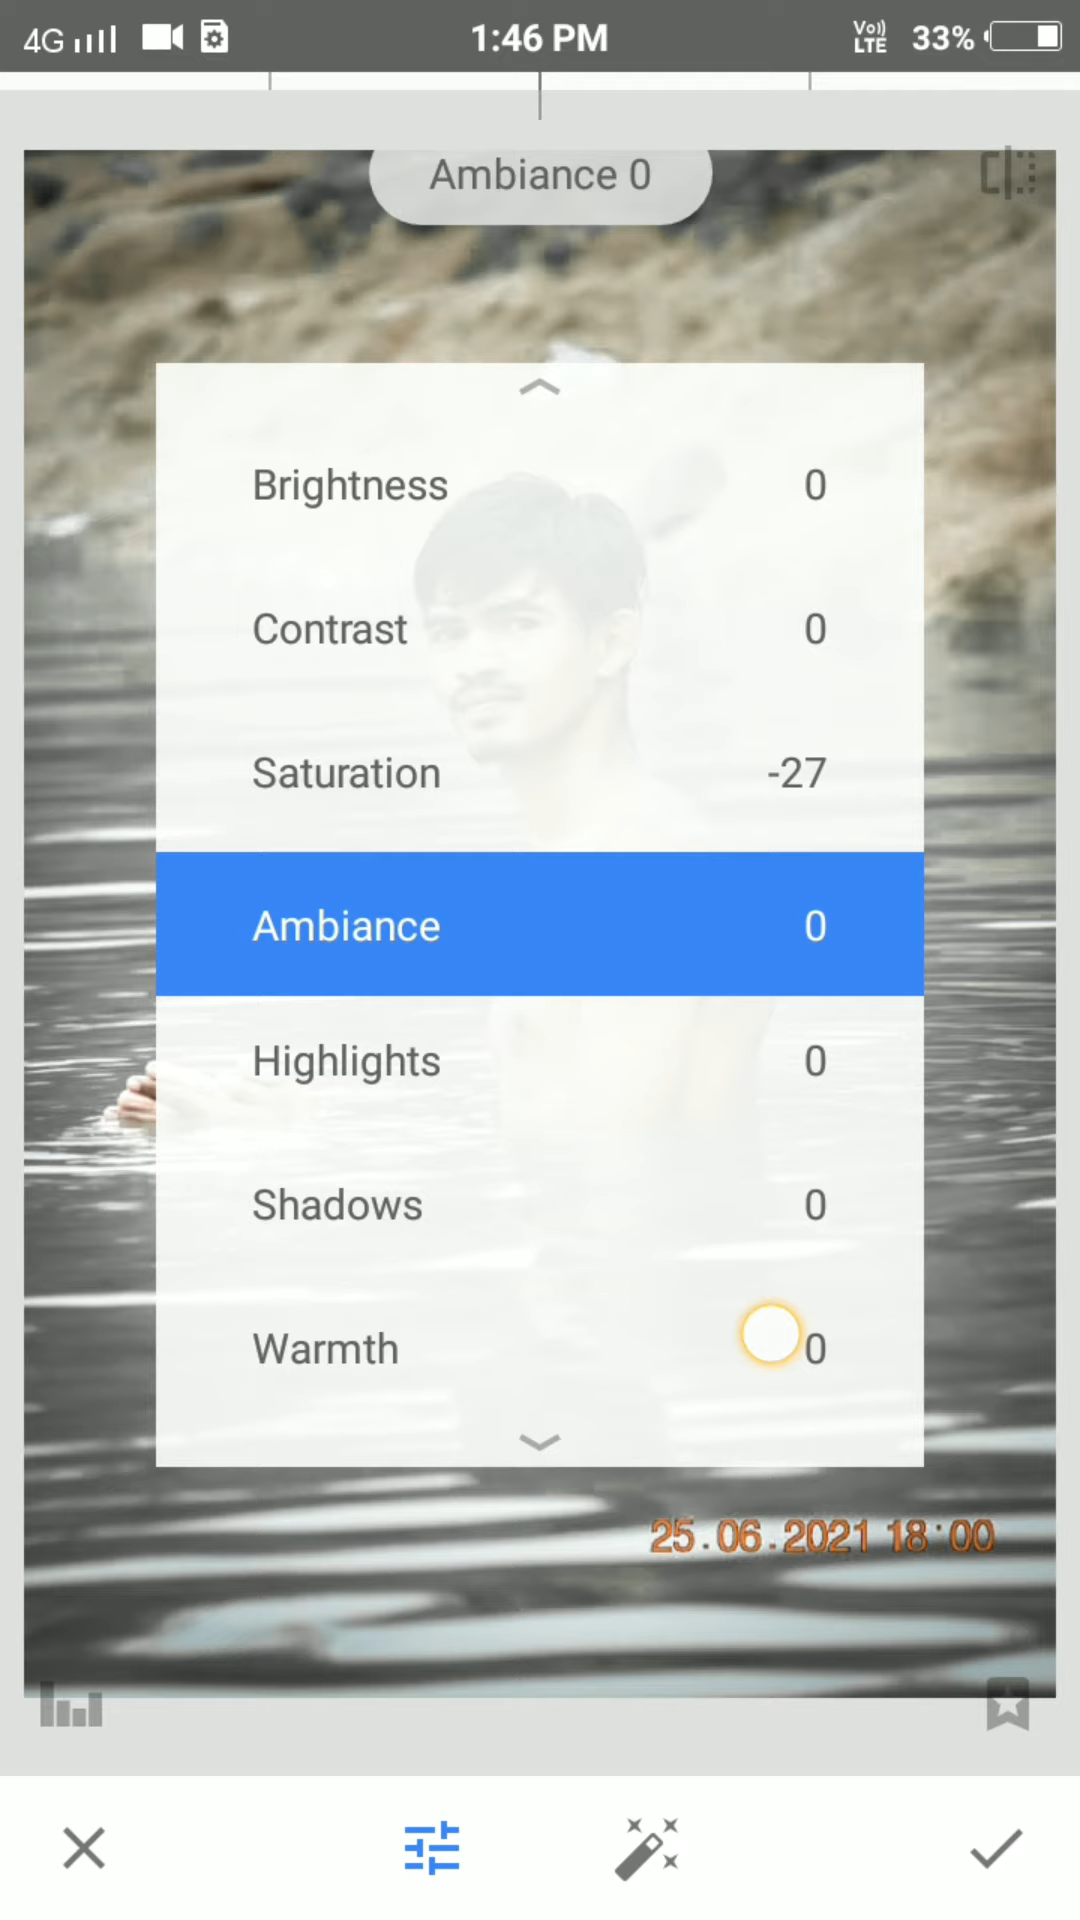 4G 1:46 PM Vo)) LTE 33%
Ambiance 0
Brightness 0
Contrast 0
Saturation -27
Ambiance 0
Highlights 0
Shadows 0
Warmth 0
25.06.2021 18:00